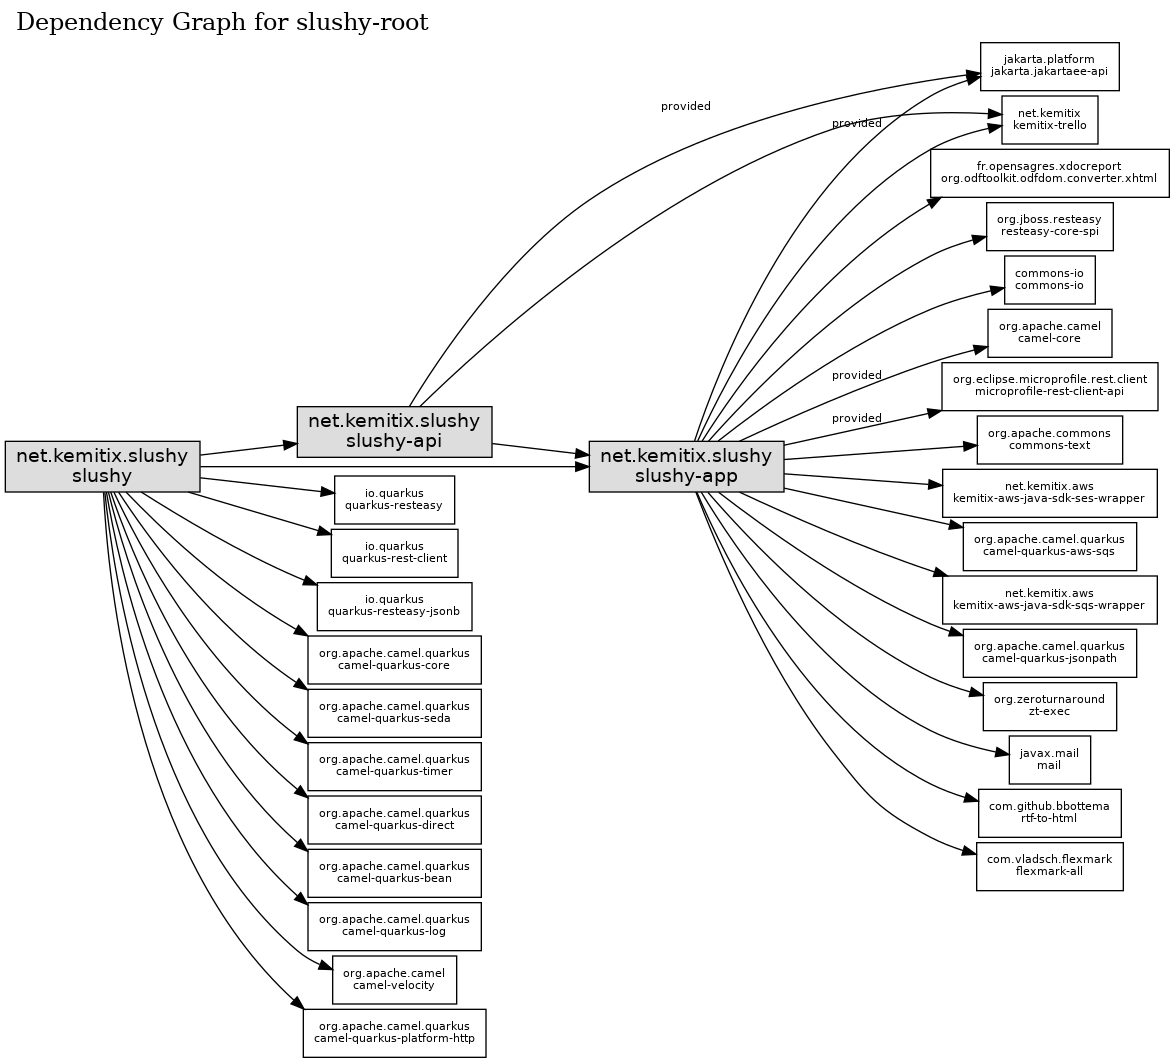 Dependency Graph for slushy-root
jakarta.platform
jakarta.jakartaee-api
provided
net.kemitix
kemitix-trello
provided
fr.opensagres.xdocreport
org.odftoolkit.odfdom.converter.xhtml
org.jboss.resteasy
resteasy-core-spi
commons-io
commons-io
org.apache.camel
camel-core
provided
org.eclipse.microprofile.rest.client
microprofile-rest-client-api
provided
net.kemitix.slushy
slushy-api
net.kemitix.slushy
slushy
net.kemitix.slushy
slushy-app
org.apache.commons
commons-text
io.quarkus
quarkus-resteasy
net.kemitix.aws
kemitix-aws-java-sdk-ses-wrapper
io.quarkus
quarkus-rest-client
org.apache.camel.quarkus
camel-quarkus-aws-sqs
io.quarkus
quarkus-resteasy-jsonb
net.kemitix.aws
kemitix-aws-java-sdk-sqs-wrapper
org.apache.camel.quarkus
camel-quarkus-core
org.apache.camel.quarkus
camel-quarkus-jsonpath
org.apache.camel.quarkus
camel-quarkus-seda
org.zeroturnaround
zt-exec
org.apache.camel.quarkus
camel-quarkus-timer
javax.mail
mail
org.apache.camel.quarkus
camel-quarkus-direct
com.github.bbottema
rtf-to-html
org.apache.camel.quarkus
camel-quarkus-bean
com.vladsch.flexmark
flexmark-all
org.apache.camel.quarkus
camel-quarkus-log
org.apache.camel
camel-velocity
org.apache.camel.quarkus
camel-quarkus-platform-http